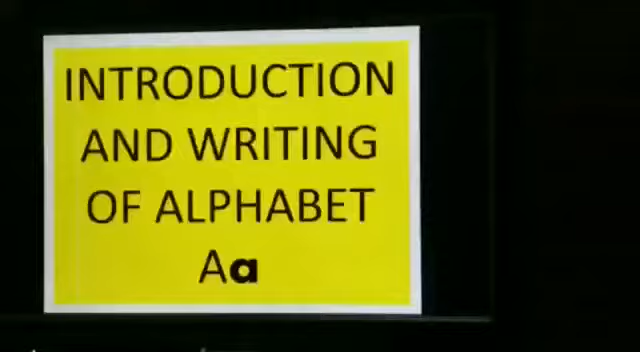 INTRODUCTION
AND WRITING
OF ALPHABET
Aa